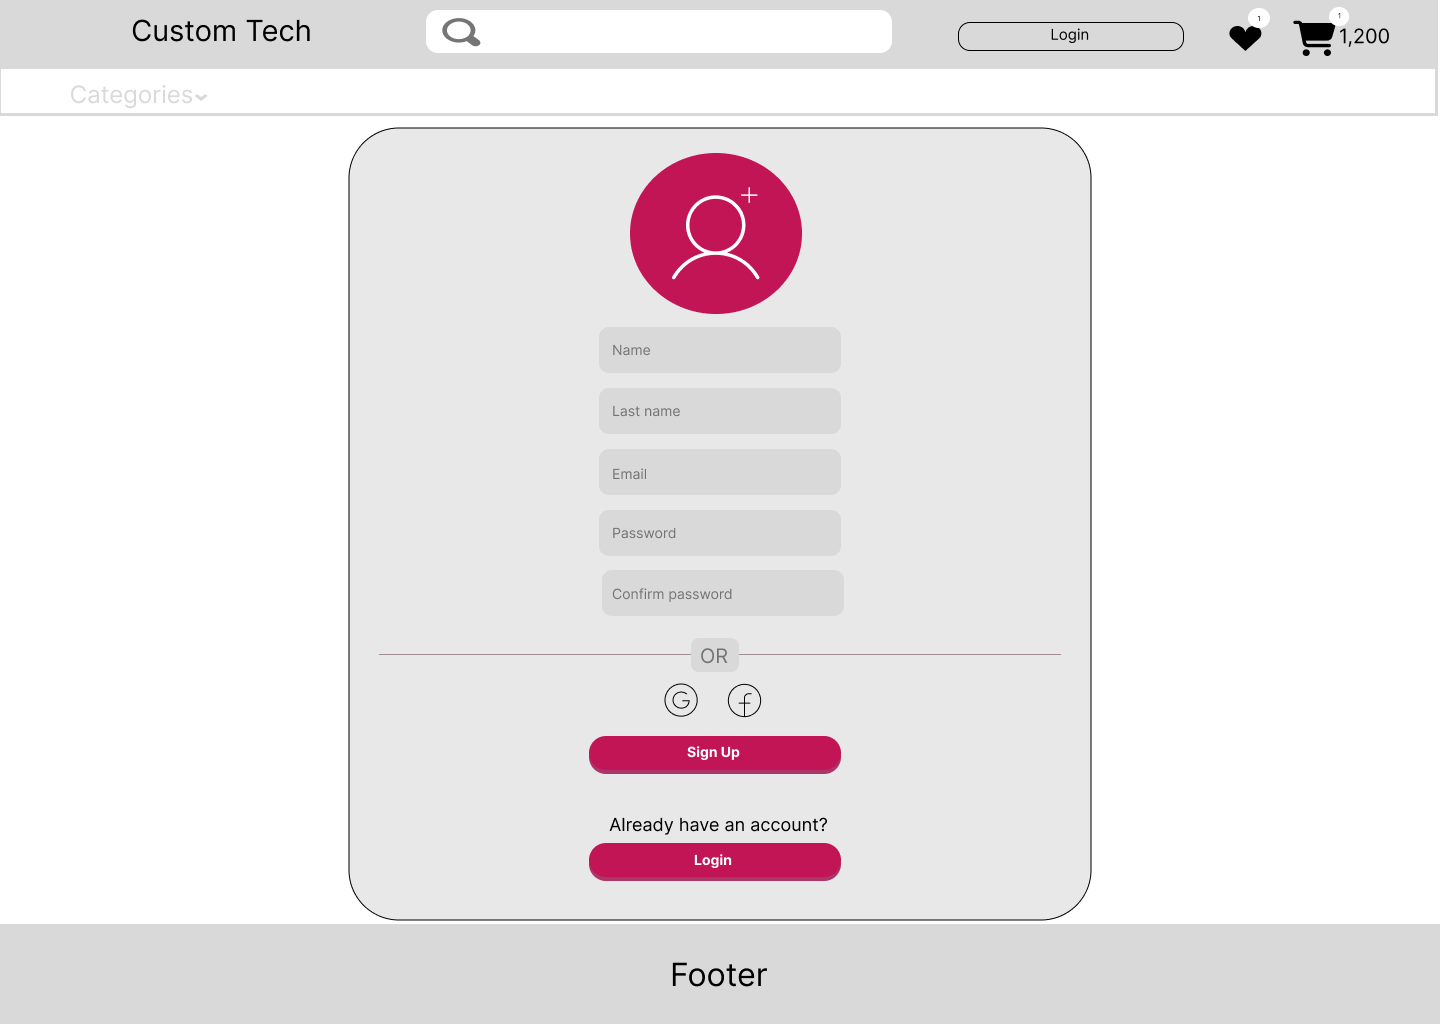 Custom Tech
Login
1
1
1,200
Categories
Name
Last name
Email
Password
Confirm password
OR
G f
Sign Up
Already have an account?
Login
Footer